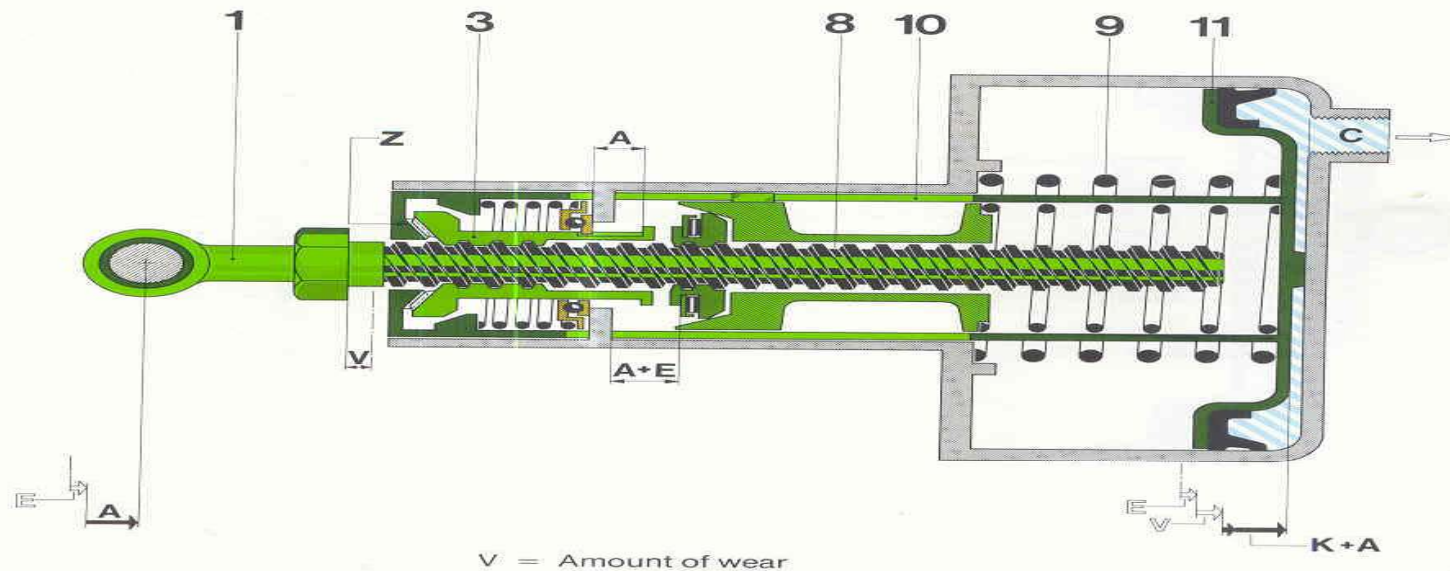 1 3 8 10 9 11
Z A C
V A+E
E A E
V
K+A
V = Amount of wear